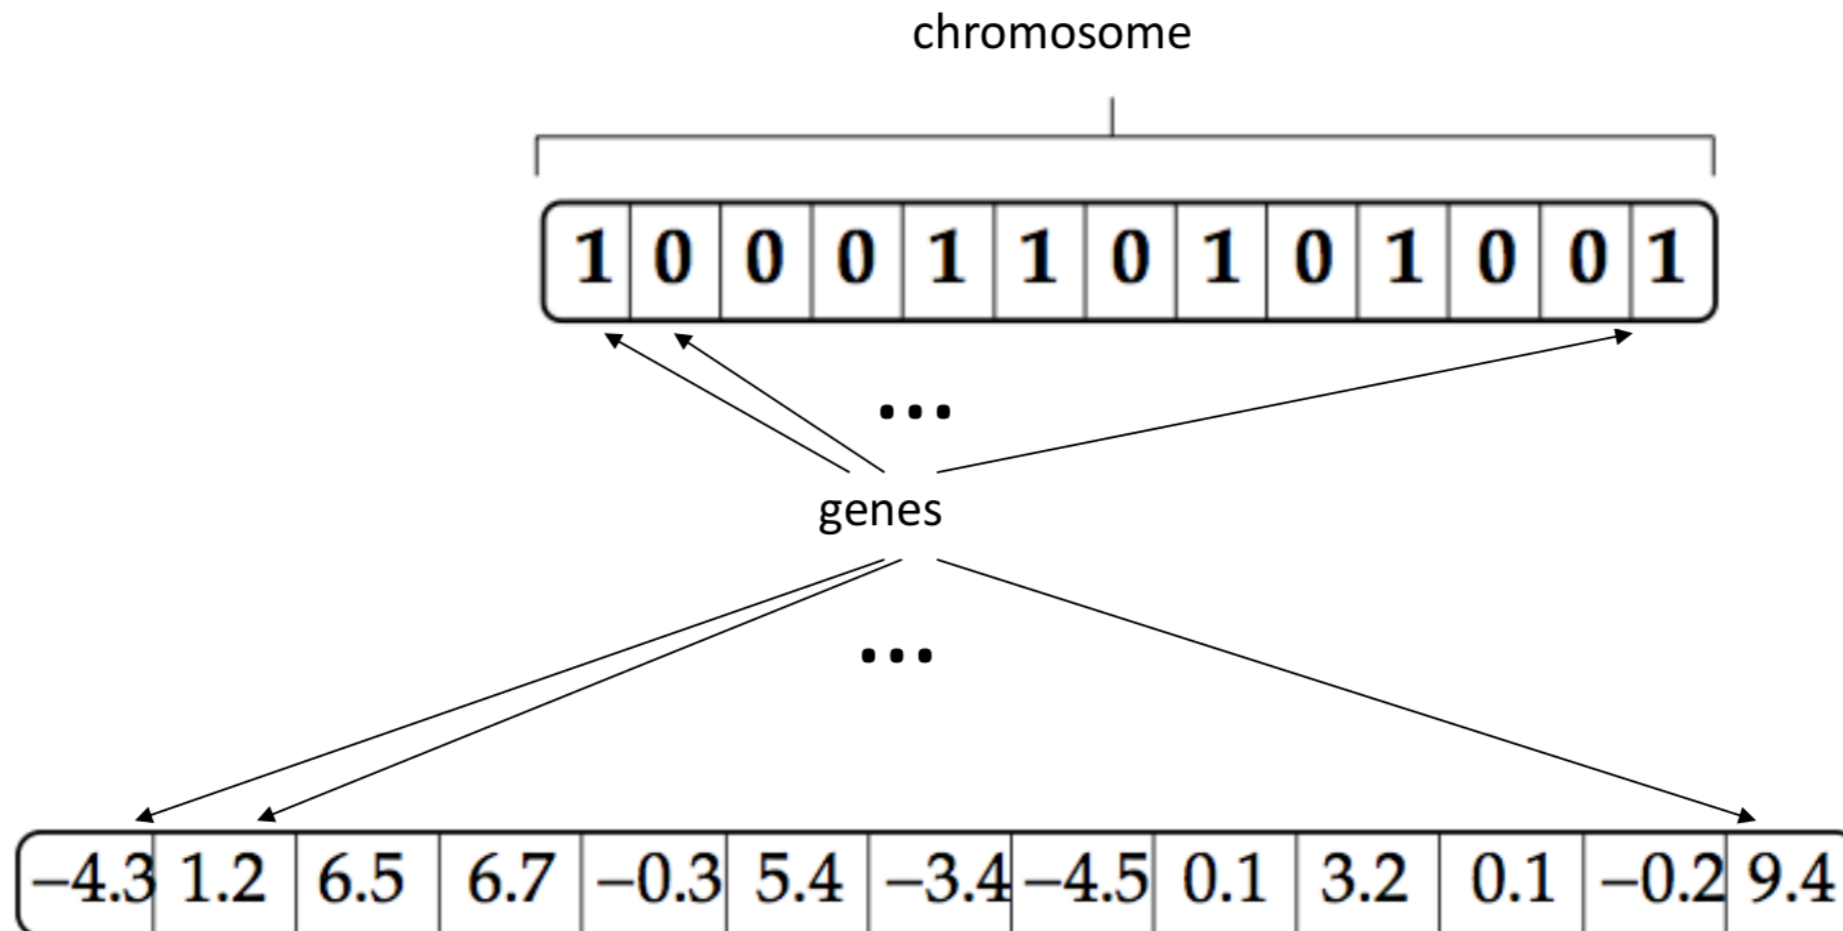 chromosome
1 0 0 0 1 1 0 1 0 1 0 0 1
...
genes
...
–4.3 1.2 6.5 6.7 –0.3 5.4 –3.4 –4.5 0.1 3.2 0.1 –0.2 9.4